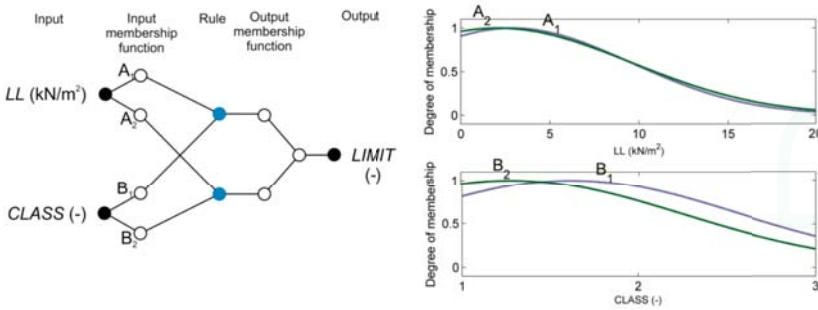 Input
Input membership function
Rule
Output membership function
Output
A₁
LL (kN/m²)
A₂
B₁
CLASS (-)
B₂
LIMIT (-)
A₂
A₁
Degree of membership
1
0.5
0
0
5
10
15
20
LL (kN/m²)
B₂
B₁
Degree of membership
1
0.5
0
1
2
3
CLASS (-)